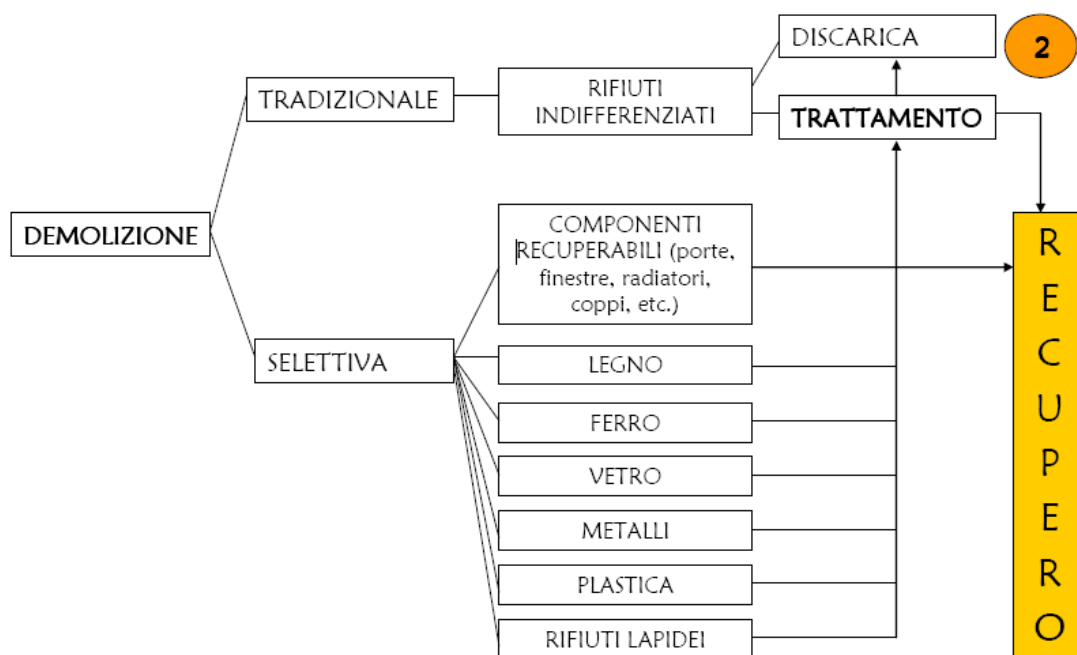 DISCARICA
2
TRADIZIONALE
RIFIUTI
INDIFFERENZIATI
TRATTAMENTO
DEMOLIZIONE
COMPONENTI
RECUPERABILI (porte,
finestre, radiatori,
coppi, etc.)
SELETTIVA
LEGNO
FERRO
VETRO
METALLI
PLASTICA
RIFIUTI LAPIDEI
R
E
C
U
P
E
R
O